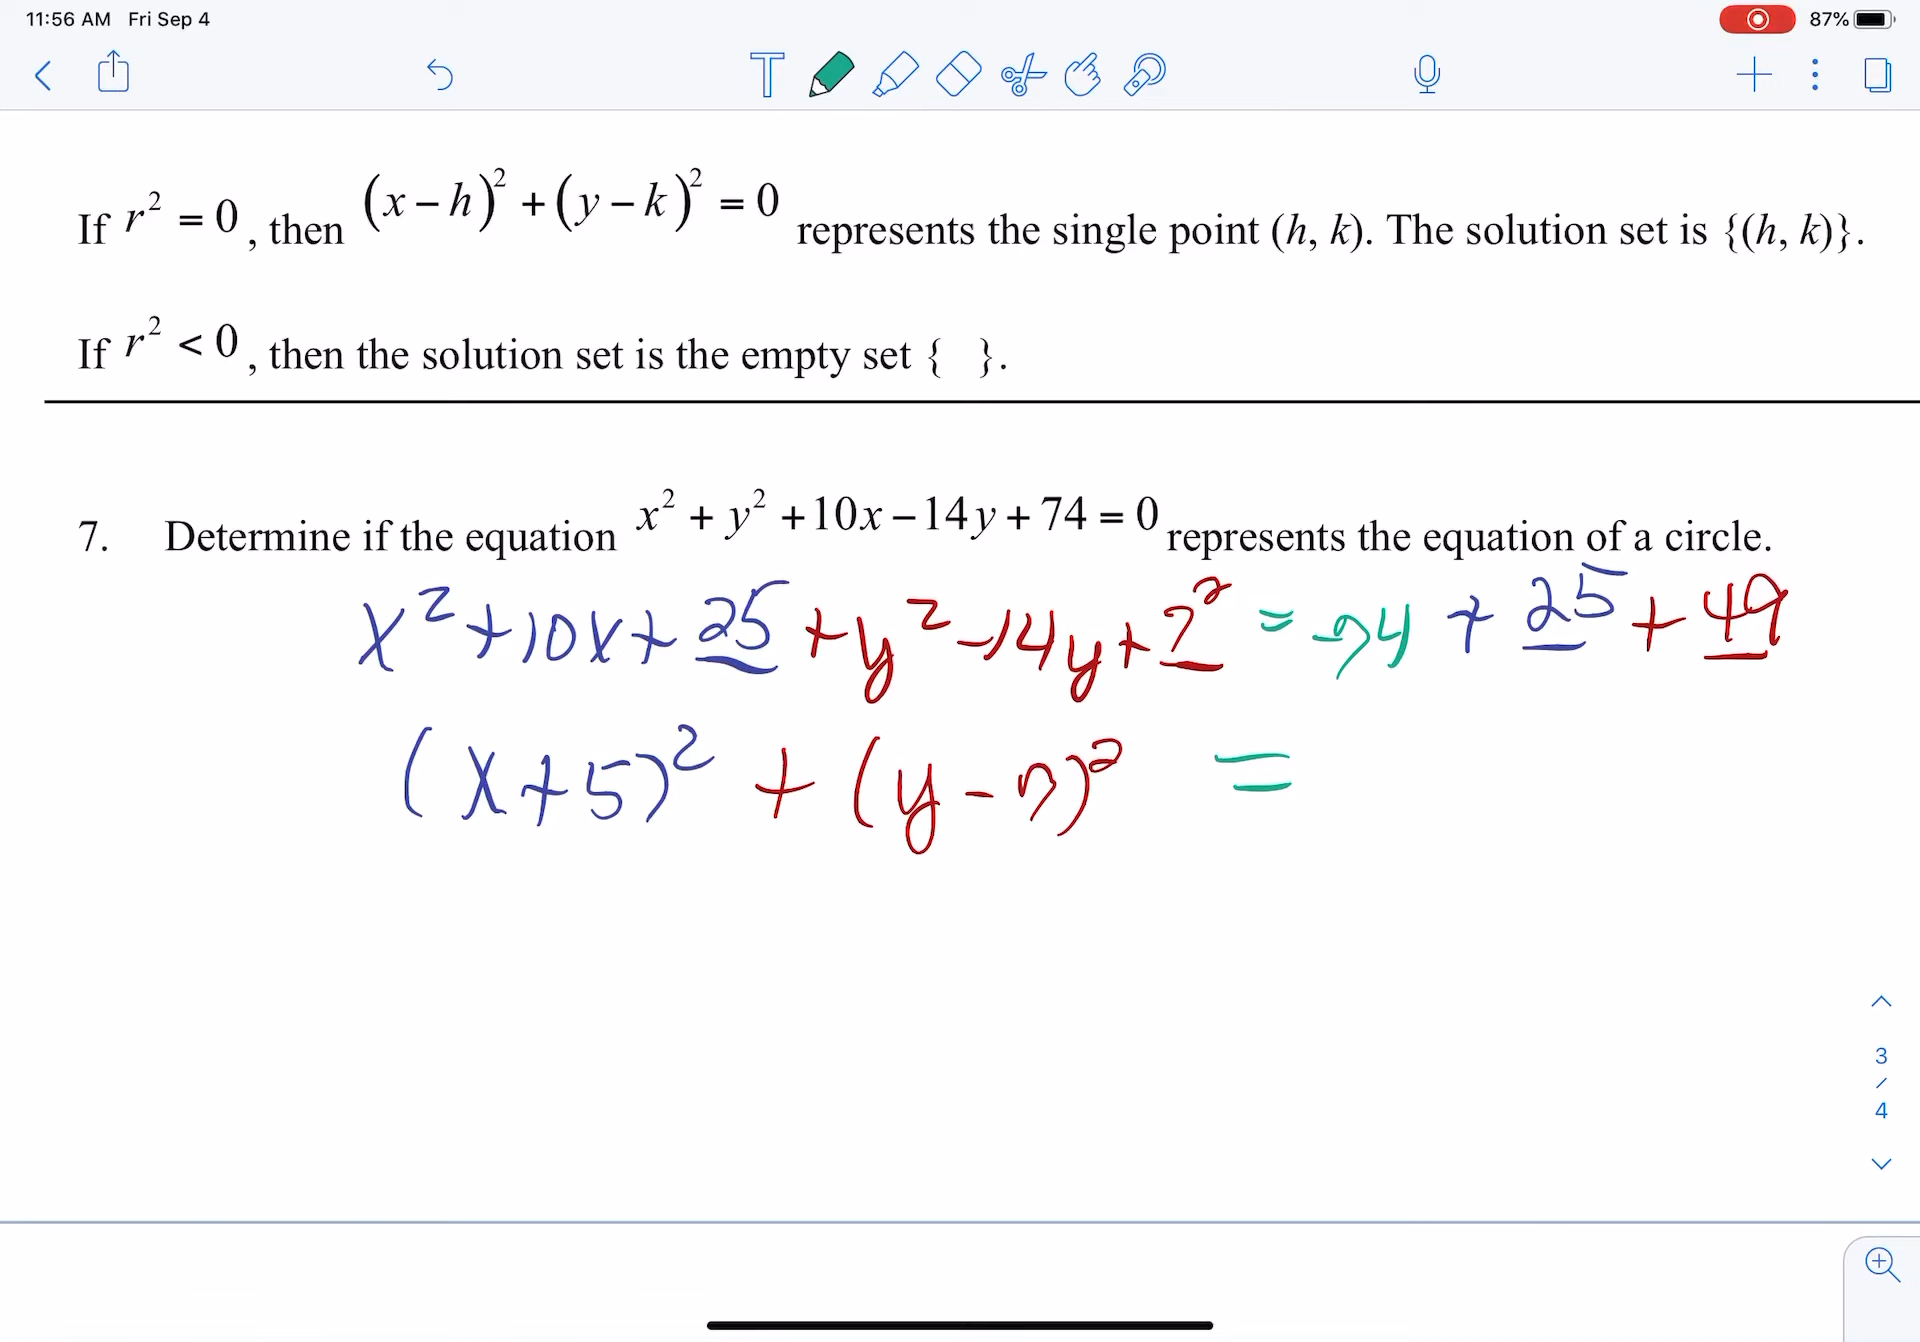 11:56 AM Fri Sep 4 87%
T
If r² = 0, then (x – h)² + (y – k)² = 0 represents the single point (h, k). The solution set is {(h, k)}.
If r² < 0, then the solution set is the empty set { }.
7. Determine if the equation x² + y² + 10x – 14y + 74 = 0 represents the equation of a circle.
x² + 10x + 25 + y² - 14y + 7² = -74 + 25 + 49
(x + 5)² + (y - 7)² =
3
/
4